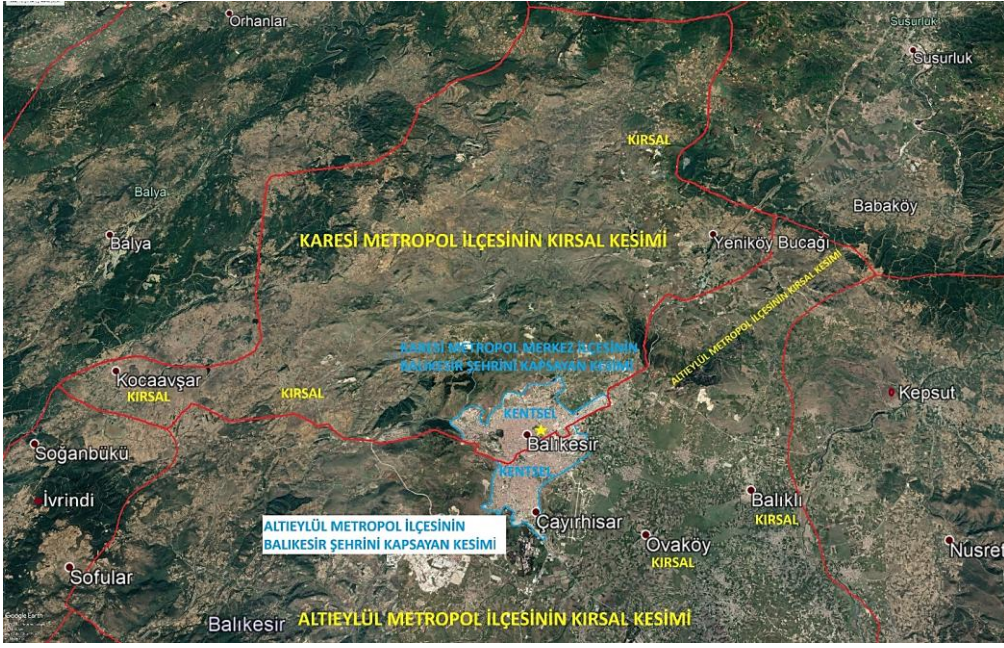 Orhanlar
Susurluk
Susurluk
KIRSAL
Balya
Babaköy
Balya
KARESİ METROPOL İLÇESİNİN KIRSAL KESİMİ
Yeniköy Bucağı
ALTIEYLÜL METROPOL İLÇESİNİN KIRSAL KESİMİ
KARESİ METROPOL MERKEZ İLÇESİNİN
BALIKESİR ŞEHRİNİ KAPSAYAN KESİMİ
Kocaavşar
KIRSAL
KIRSAL
Kepsut
KENTSEL
Balıkesir
Soğanbükü
KENTSEL
İvrindi
Balıklı
KIRSAL
Çayırhisar
ALTIEYLÜL METROPOL İLÇESİNİN
BALIKESİR ŞEHRİNİ KAPSAYAN KESİMİ
Ovaköy
KIRSAL
Nusret
Sofular
Google Earth
Balıkesir
ALTIEYLÜL METROPOL İLÇESİNİN KIRSAL KESİMİ